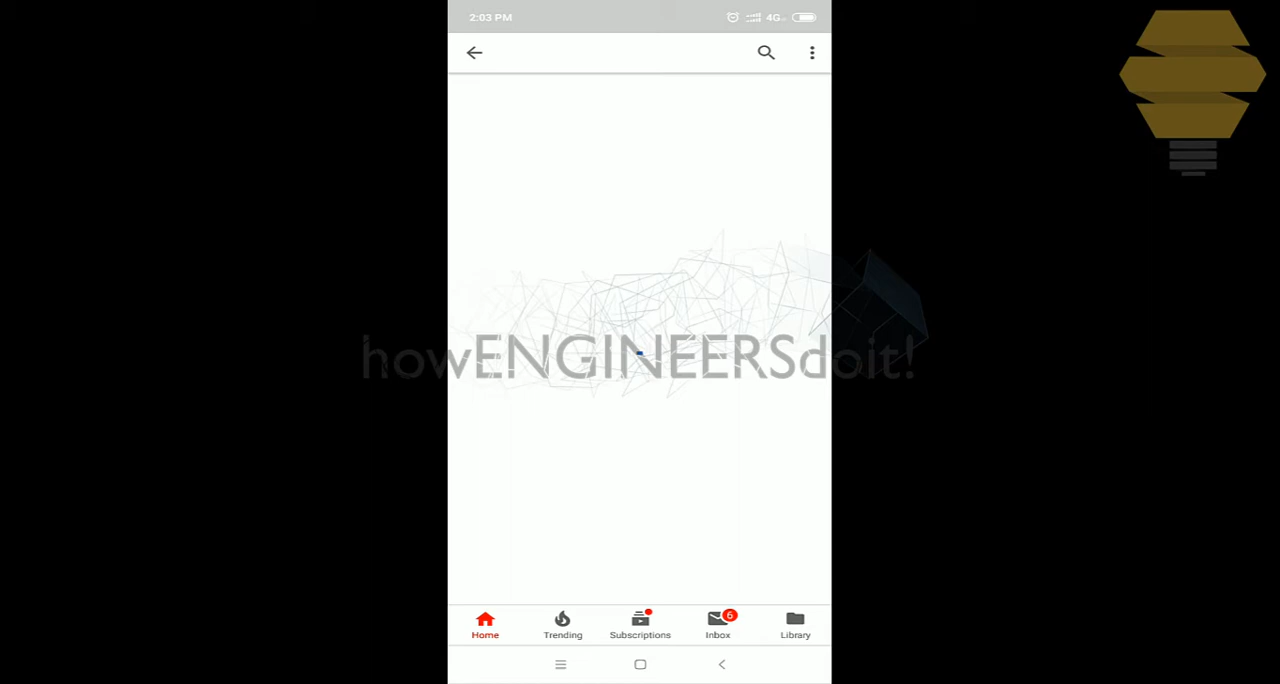 2:03 PM
4G
howENGINEERSdoit!
6
Home
Trending
Subscriptions
Inbox
Library